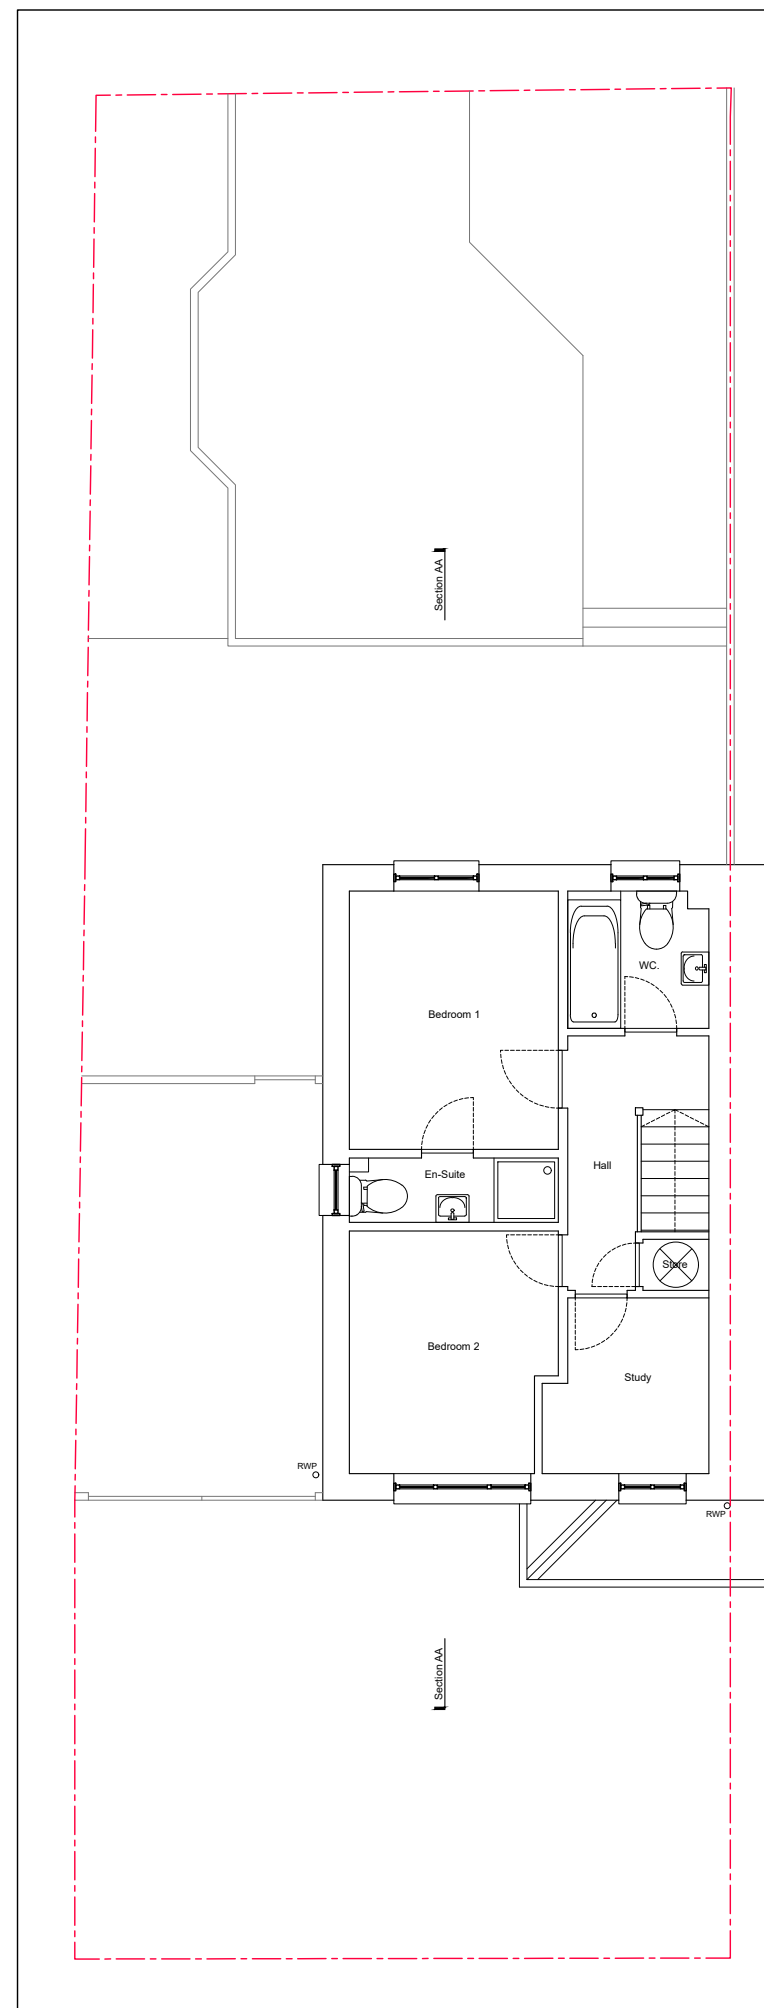 Section AA
WC.
Bedroom 1
Hall
En-Suite
Store
Bedroom 2
Study
RWP
RWP
Section AA